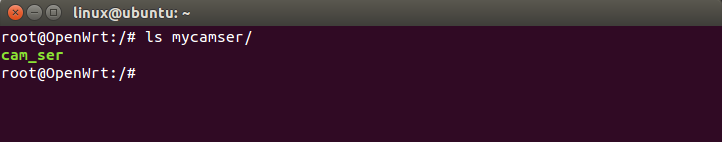 linux@ubuntu: ~
root@OpenWrt:/# ls mycamser/
cam_ser
root@OpenWrt:/#